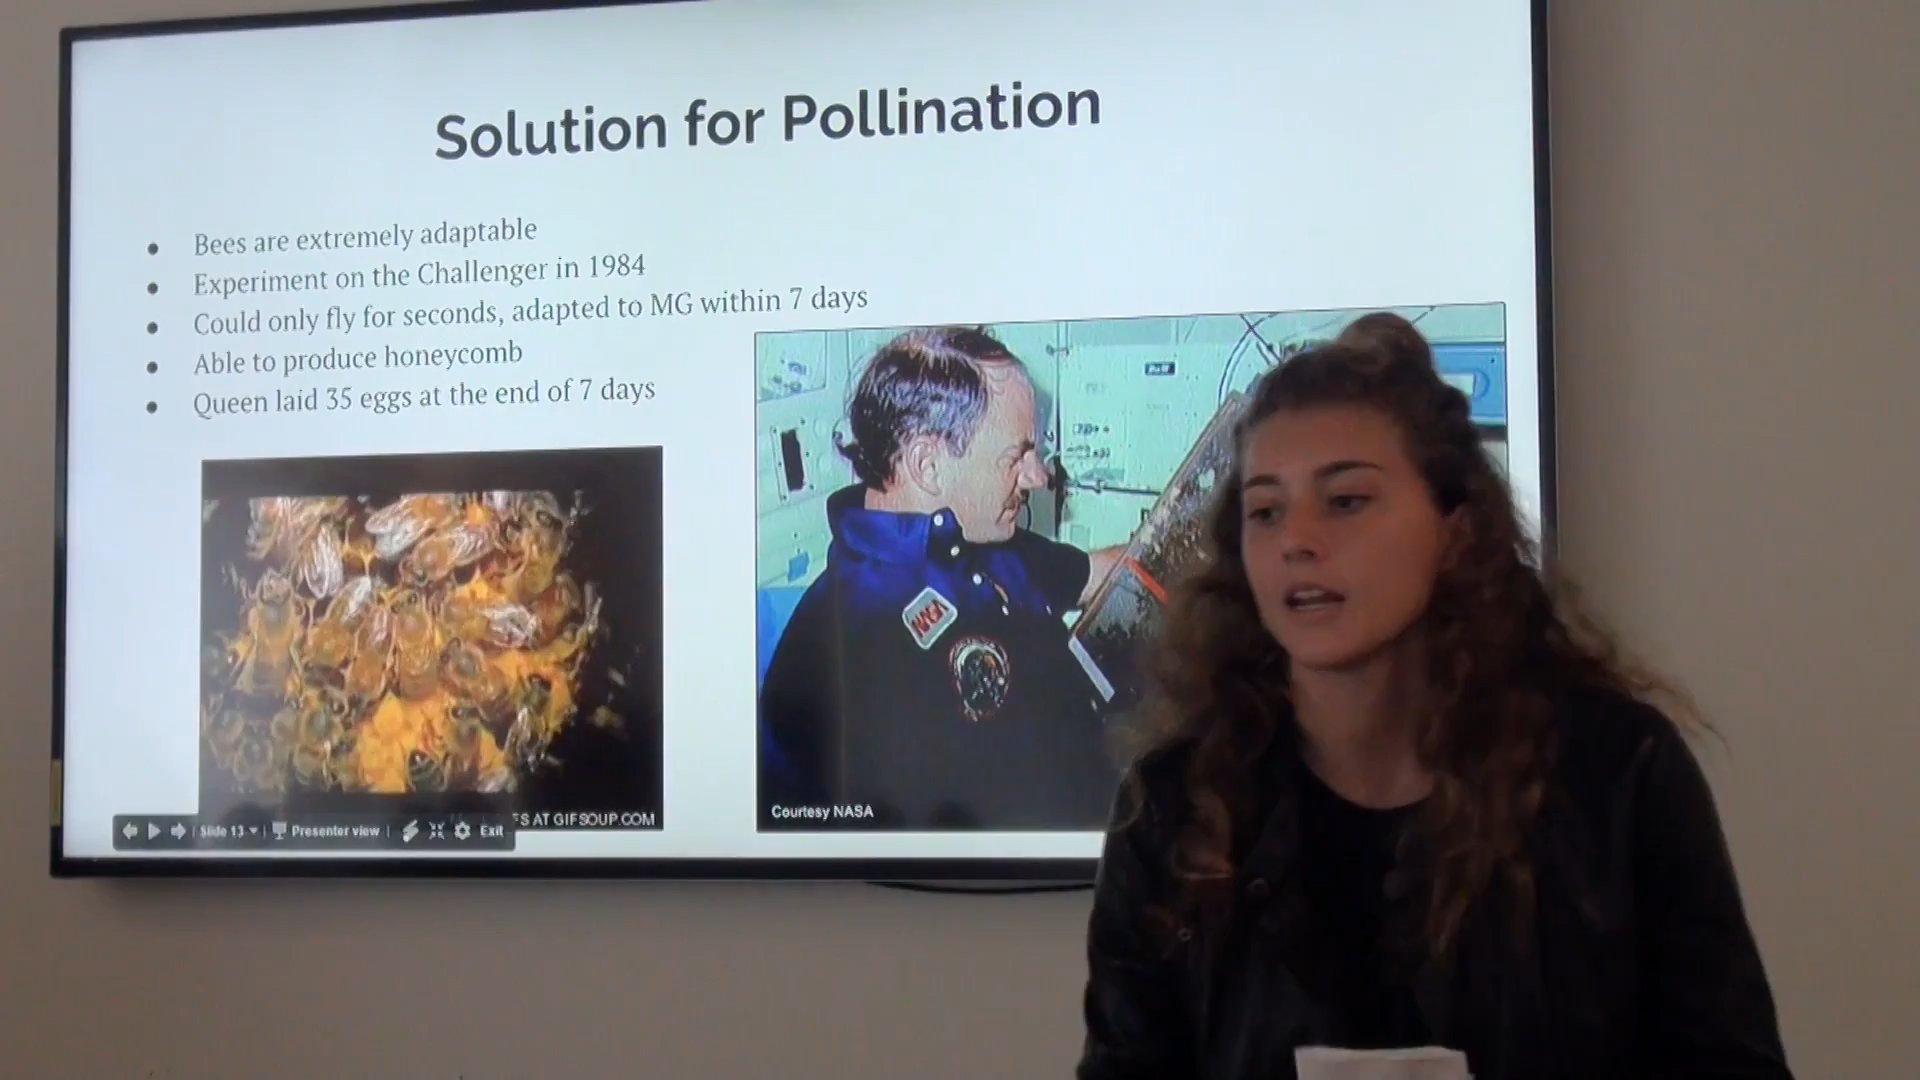 Solution for Pollination
Bees are extremely adaptable
Experiment on the Challenger in 1984
Could only fly for seconds, adapted to MG within 7 days
Able to produce honeycomb
Queen laid 35 eggs at the end of 7 days
NASA
Courtesy NASA
AT GIFSOUP.COM
Slide 13 Presenter view Exit